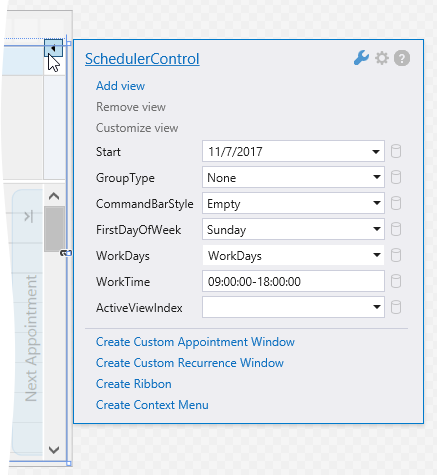 SchedulerControl
Add view
Remove view
Customize view
Start 11/7/2017
GroupType None
CommandBarStyle Empty
FirstDayOfWeek Sunday
WorkDays WorkDays
WorkTime 09:00:00-18:00:00
ActiveViewIndex
Create Custom Appointment Window
Create Custom Recurrence Window
Create Ribbon
Create Context Menu
Next Appointment